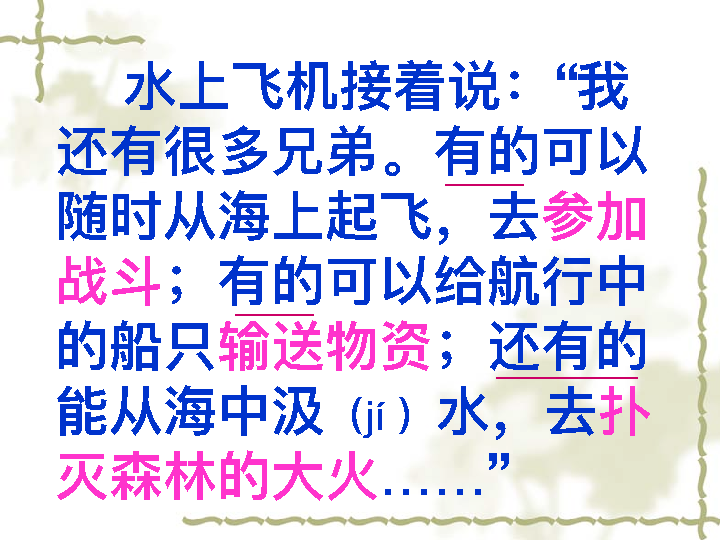 水上飞机接着说：“我
还有很多兄弟。有的可以
随时从海上起飞，去参加
战斗；有的可以给航行中
的船只输送物资；还有的
能从海中汲（jí）水，去扑
灭森林的大火……”